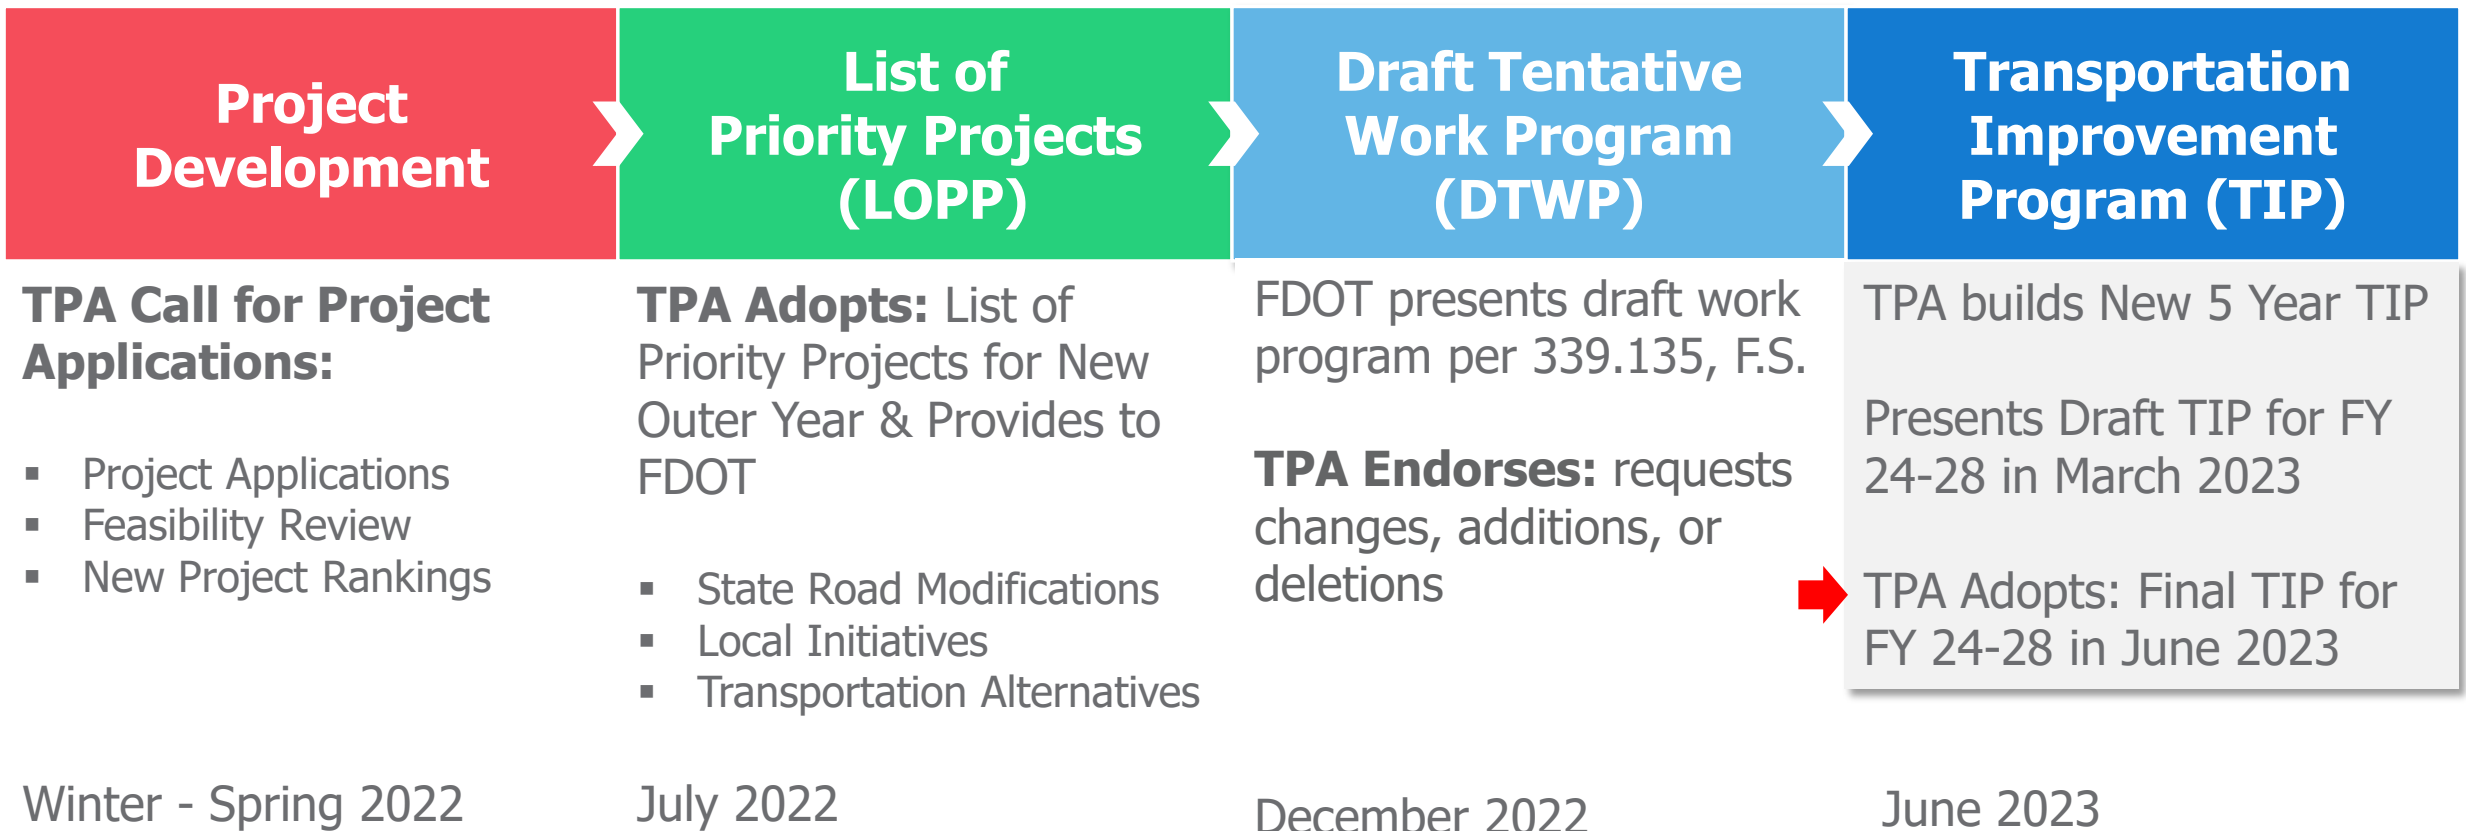 Project
Development
List of
Priority Projects
(LOPP)
Draft Tentative
Work Program
(DTWP)
Transportation
Improvement
Program (TIP)
TPA Call for Project
Applications:
▪ Project Applications
▪ Feasibility Review
▪ New Project Rankings
Winter - Spring 2022
TPA Adopts: List of
Priority Projects for New
Outer Year & Provides to
FDOT
▪ State Road Modifications
▪ Local Initiatives
▪ Transportation Alternatives
July 2022
FDOT presents draft work
program per 339.135, F.S.
TPA Endorses: requests
changes, additions, or
deletions
December 2022
TPA builds New 5 Year TIP
Presents Draft TIP for FY
24-28 in March 2023
TPA Adopts: Final TIP for
FY 24-28 in June 2023
June 2023